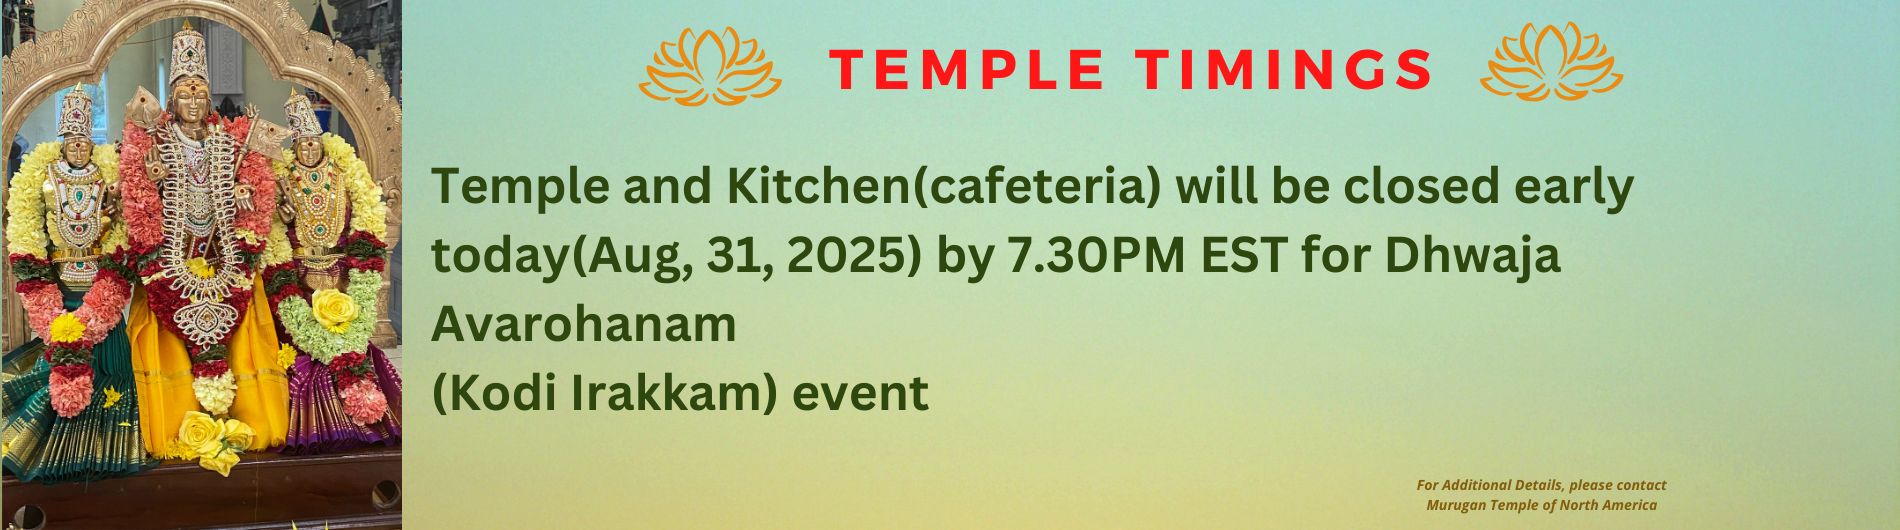 TEMPLE TIMINGS
Temple and Kitchen(cafeteria) will be closed early
today(Aug, 31, 2025) by 7.30PM EST for Dhwaja
Avarohanam
(Kodi Irakkam) event
For Additional Details, please contact
Murugan Temple of North America